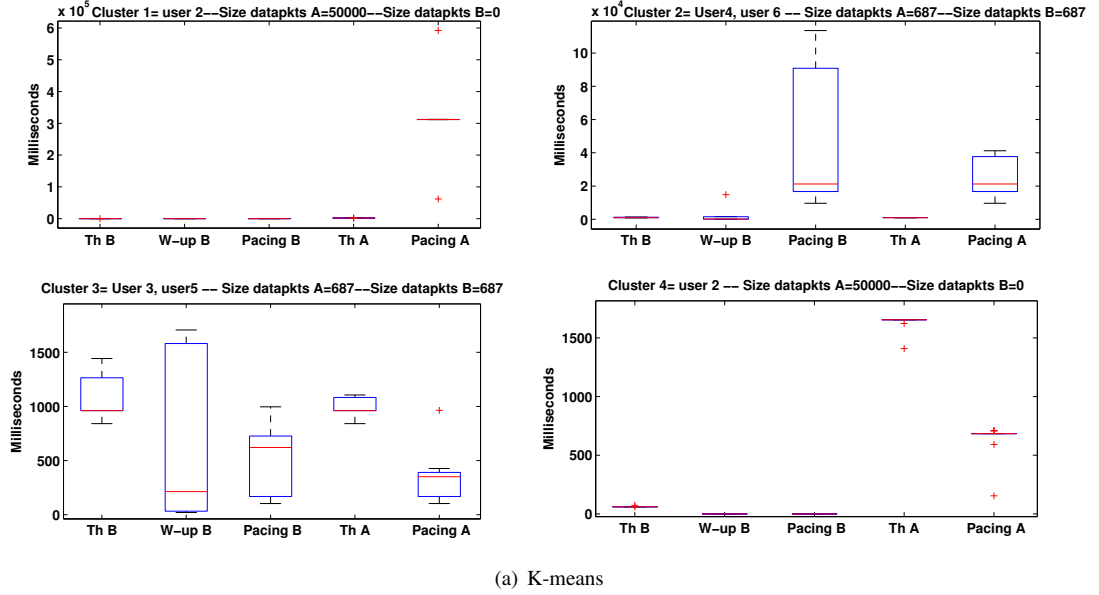 Cluster 1= user 2−−Size datapkts A=50000−−Size datapkts B=0
x 10^5
6
5
4
3
2
1
0
Milliseconds
Th B W−up B Pacing B Th A Pacing A
Cluster 2= User4, user 6 −− Size datapkts A=687−−Size datapkts B=687
x 10^4
10
8
6
4
2
0
Milliseconds
Th B W−up B Pacing B Th A Pacing A
Cluster 3= User 3, user5 −− Size datapkts A=687−−Size datapkts B=687
1500
1000
500
0
Milliseconds
Th B W−up B Pacing B Th A Pacing A
Cluster 4= user 2 −− Size datapkts A=50000−−Size datapkts B=0
1500
1000
500
0
Milliseconds
Th B W−up B Pacing B Th A Pacing A
(a) K-means